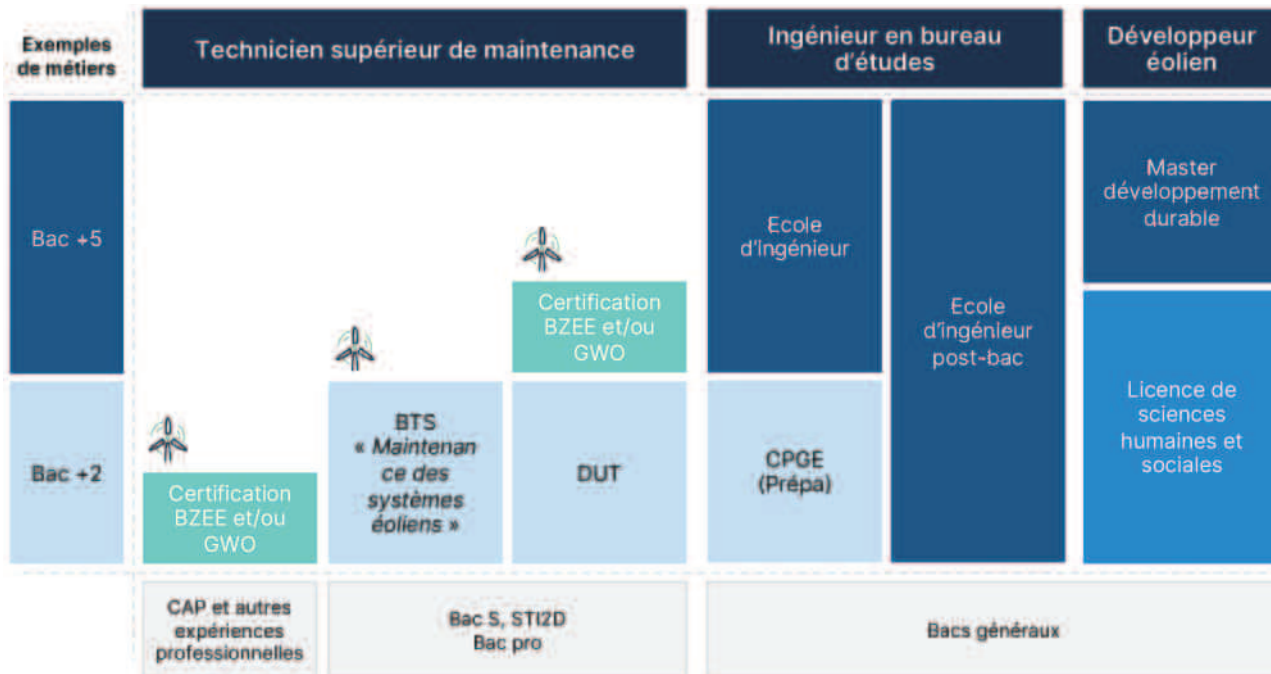 Exemples
de métiers
Technicien supérieur de maintenance
Ingénieur en bureau
d'études
Développeur
éolien
Bac +5
Ecole
d'ingénieur
Ecole
d'ingénieur
post-bac
Master
développement
durable
Certification
BZEE et/ou
GWO
Bac +2
Certification
BZEE et/ou
GWO
BTS
« Maintenan
ce des
systèmes
éoliens »
DUT
CPGE
(Prépa)
Licence de
sciences
humaines et
sociales
CAP et autres
expériences
professionnelles
Bac S, STI2D
Bac pro
Bacs généraux